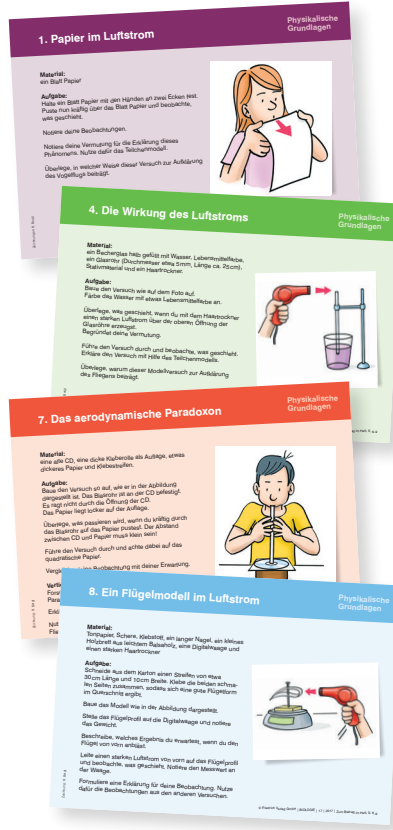 1. Papier im Luftstrom
Physikalische
Grundlagen
Material:
ein Blatt Papier
Aufgabe:
Halte ein Blatt Papier mit den Händen an zwei Ecken fest.
Puste nun kräftig über das Blatt Papier und beobachte,
was geschieht.
Notiere deine Beobachtungen.
Notiere deine Vermutung für die Erklärung dieses
Phänomens. Nutze dafür das Teilchenmodell.
Überlege, in welcher Weise dieser Versuch zur Aufklärung
des Vogelflugs beiträgt.
4. Die Wirkung des Luftstroms
Physikalische
Grundlagen
Material:
ein Becherglas halb gefüllt mit Wasser, Lebensmittelfarbe,
ein Glasrohr (Durchmesser etwa 5mm, Länge ca. 25cm),
Stativmaterial und ein Haartrockner
Aufgabe:
Baue den Versuch wie auf dem Foto auf.
Färbe das Wasser mit etwas Lebensmittelfarbe an.
Überlege, was geschieht, wenn du mit dem Haartrockner
einen starken Luftstrom über der oberen Öffnung der
Glasröhre erzeugst.
Begründe deine Vermutung.
Führe den Versuch durch und beobachte, was geschieht.
Erkläre den Versuch mit Hilfe des Teilchenmodells.
Überlege, warum dieser Modellversuch zur Aufklärung
des Fliegens beiträgt.
7. Das aerodynamische Paradoxon
Physikalische
Grundlagen
Material:
eine alte CD, eine dicke Kleberolle als Auflage, etwas
dickeres Papier und Klebestreifen.
Aufgabe:
Baue den Versuch so auf, wie er in der Abbildung
dargestellt ist. Das Blasrohr ist an der CD befestigt.
Es ragt nicht durch die Öffnung der CD.
Das Papier liegt locker auf der Auflage.
Überlege, was passieren wird, wenn du kräftig durch
das Blasrohr auf das Papier pustest. Der Abstand
zwischen CD und Papier muss klein sein!
Führe den Versuch durch und achte dabei auf das
quadratische Papier.
Beobachtung mit deiner Erwartung.
8. Ein Flügelmodell im Luftstrom
Physikalische
Grundlagen
Material:
Tonpapier, Schere, Klebstoff, ein langer Nagel, ein kleines
Holzbrett aus leichtem Balsaholz, eine Digitalwaage und
einen starken Haartrockner
Aufgabe:
Schneide aus dem Karton einen Streifen von etwa
30cm Länge und 10cm Breite. Klebe die beiden schma-
len Seiten zusammen, sodass sich eine gute Flügelform
im Querschnitt ergibt.
Baue das Modell wie in der Abbildung dargestellt.
Stelle das Flügelprofil auf die Digitalwaage und notiere
das Gewicht.
Beschreibe, welches Ergebnis du erwartest, wenn du den
Flügel von vorn anbläst.
Leite einen starken Luftstrom von vorn auf das Flügelprofil
und beobachte, was geschieht. Notiere den Messwert an
der Waage.
Formuliere eine Erklärung für deine Beobachtung. Nutze
dafür die Beobachtungen aus den anderen Versuchen.